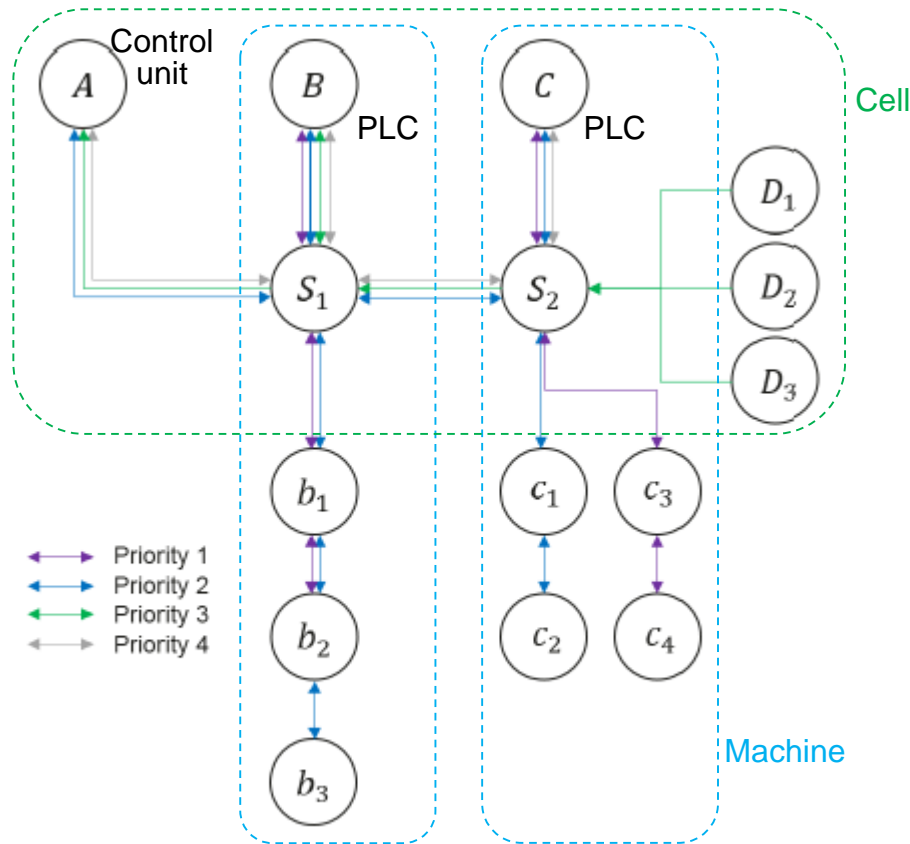 Control
unit
A
B
C
PLC
PLC
Cell
D₁
D₂
D₃
S₁
S₂
b₁
c₁
c₃
Priority 1
Priority 2
Priority 3
Priority 4
b₂
c₂
c₄
b₃
Machine